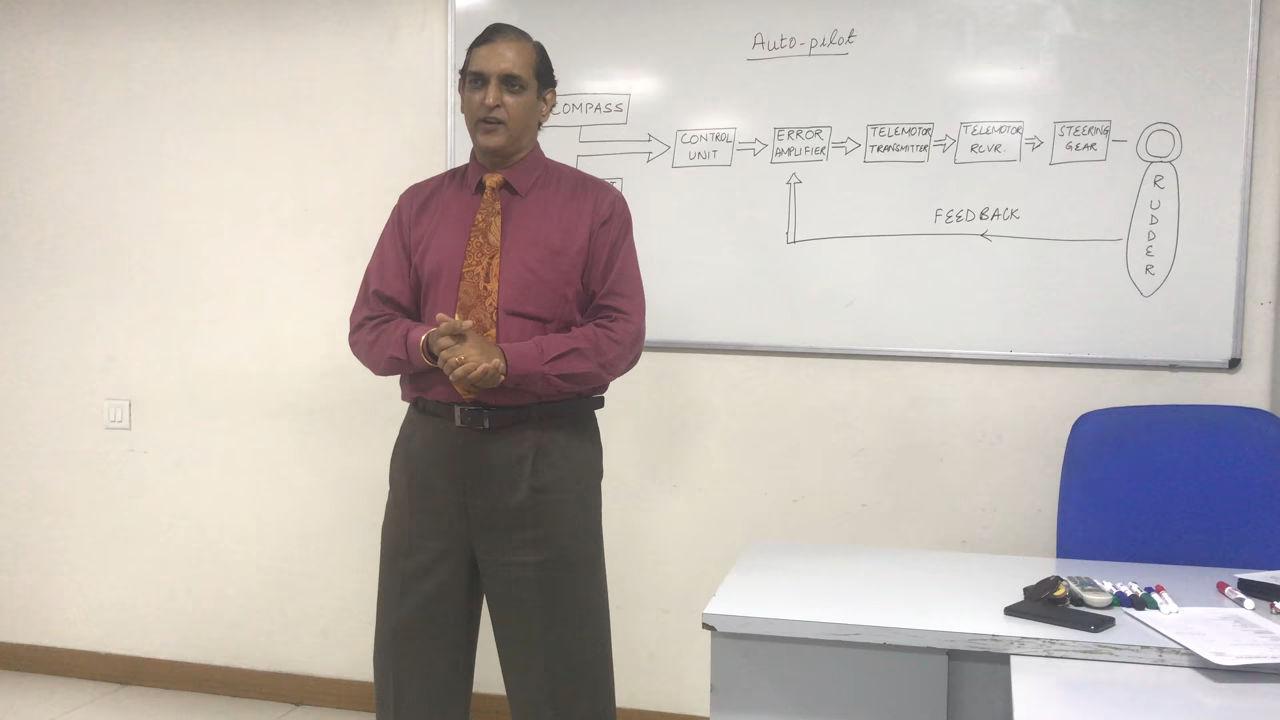 Auto-pilot
COMPASS
CONTROL
UNIT
ERROR
AMPLIFIER
TELEMOTOR
TRANSMITTER
TELEMOTOR
RCVR.
STEERING
GEAR
FEEDBACK
RUDDER